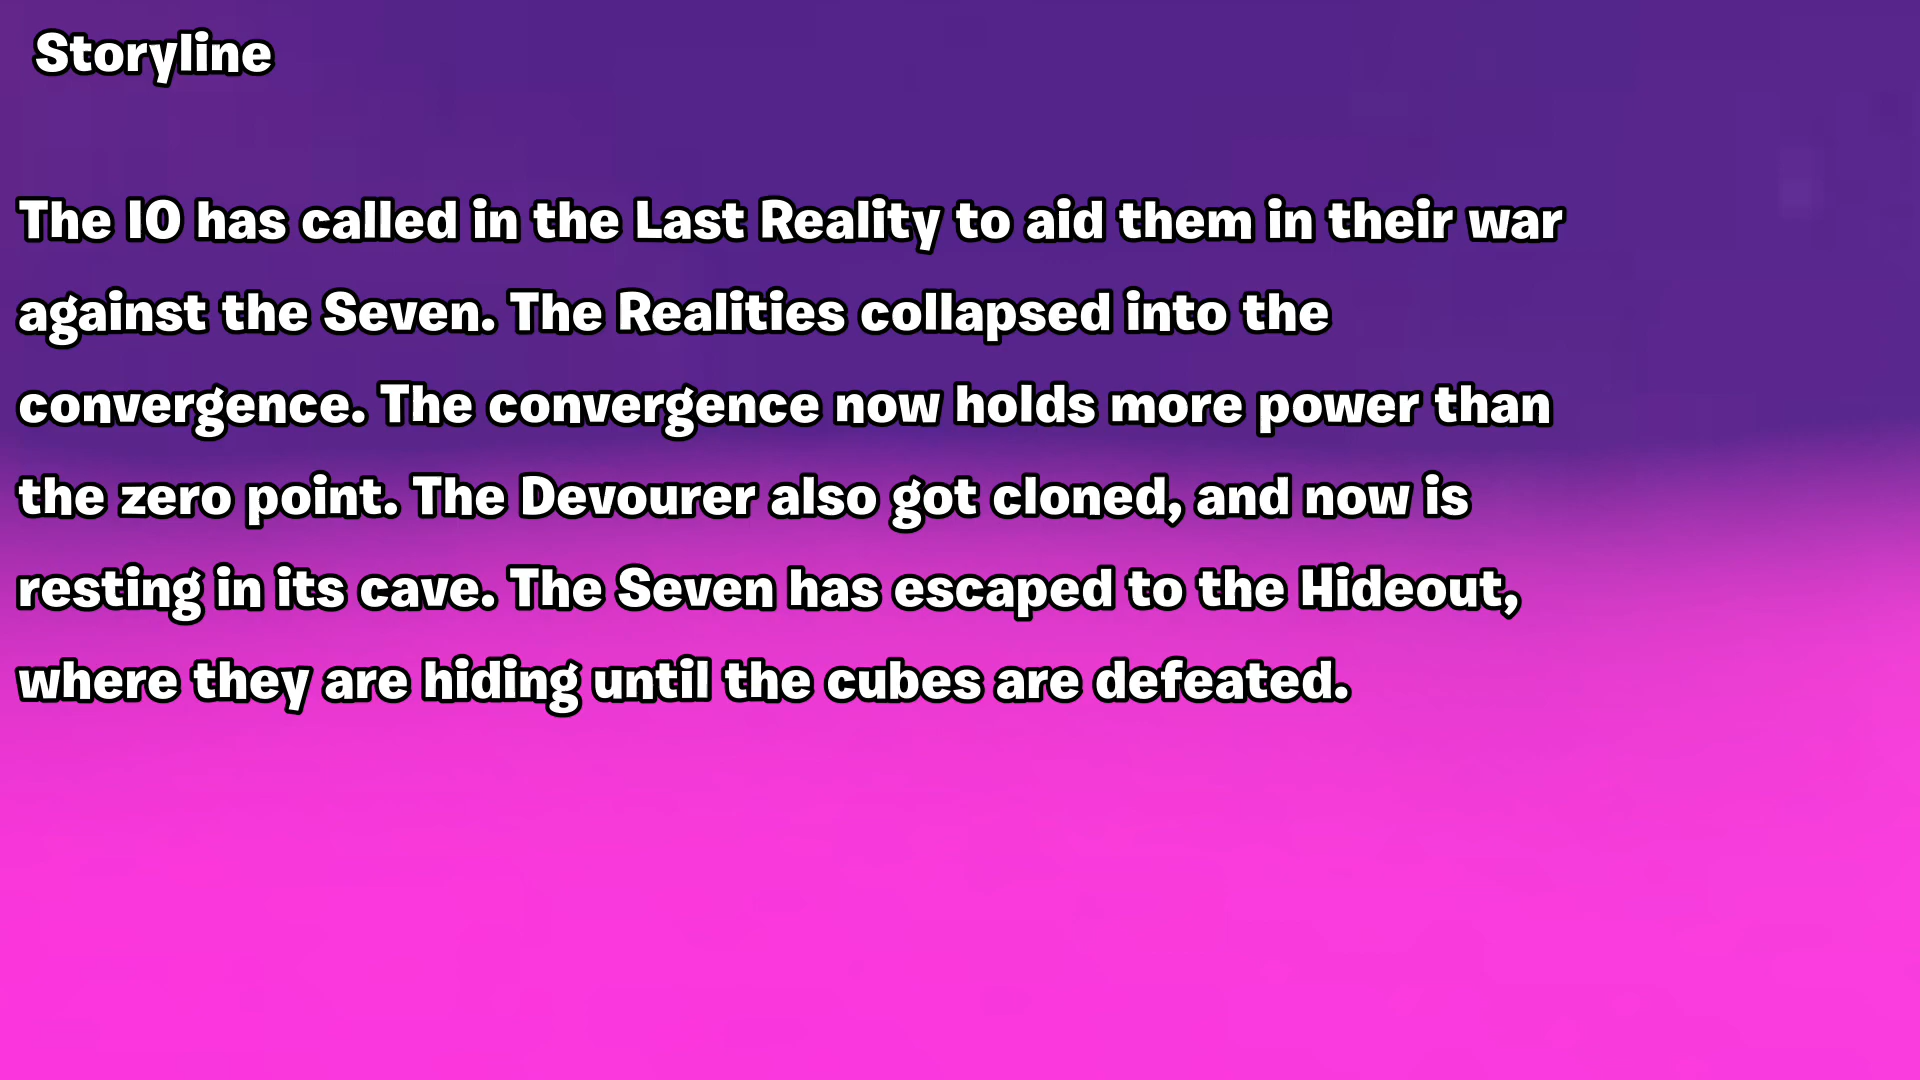 Storyline
The IO has called in the Last Reality to aid them in their war
against the Seven. The Realities collapsed into the
convergence. The convergence now holds more power than
the zero point. The Devourer also got cloned, and now is
resting in its cave. The Seven has escaped to the Hideout,
where they are hiding until the cubes are defeated.